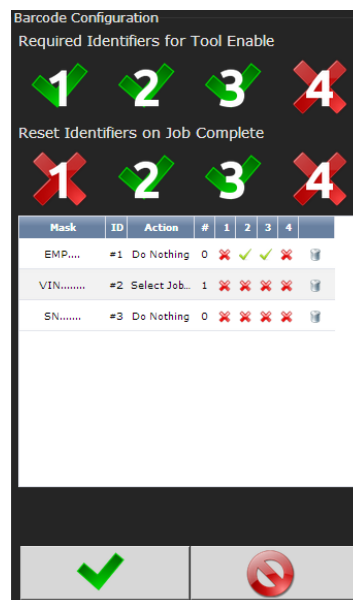 Barcode Configuration
Required Identifiers for Tool Enable
1 2 3 4
Reset Identifiers on Job Complete
1 2 3 4
Mask ID Action # 1 2 3 4
EMP.... #1 Do Nothing 0
VIN........ #2 Select Job... 1
SN....... #3 Do Nothing 0